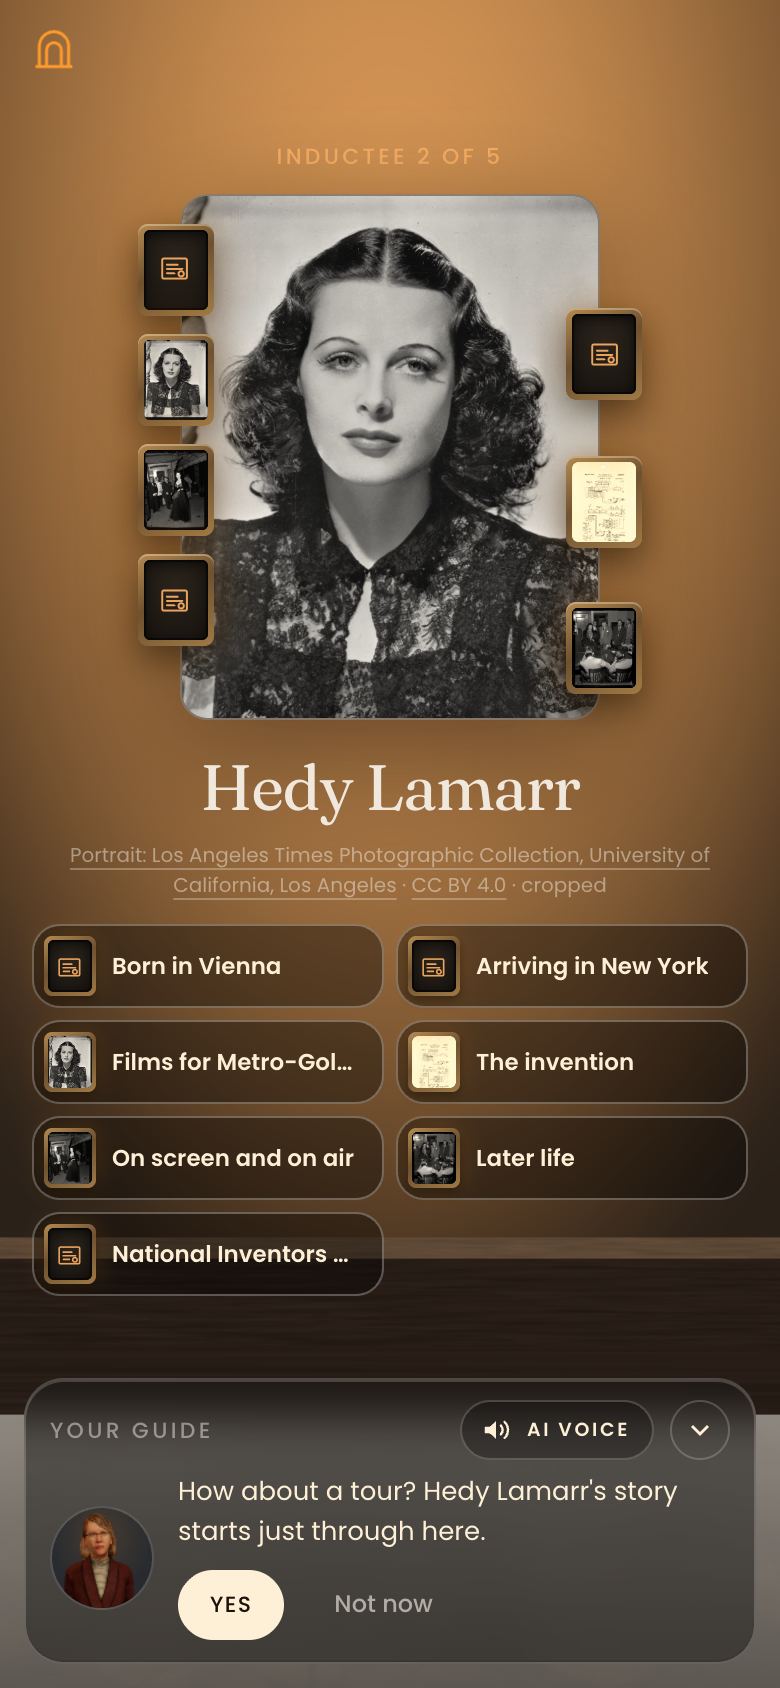 INDUCTEE 2 OF 5
Hedy Lamarr
Portrait: Los Angeles Times Photographic Collection, University of
California, Los Angeles · CC BY 4.0 · cropped
Born in Vienna
Arriving in New York
Films for Metro-Gol...
The invention
On screen and on air
Later life
National Inventors ...
YOUR GUIDE
AI VOICE
How about a tour? Hedy Lamarr's story
starts just through here.
YES
Not now